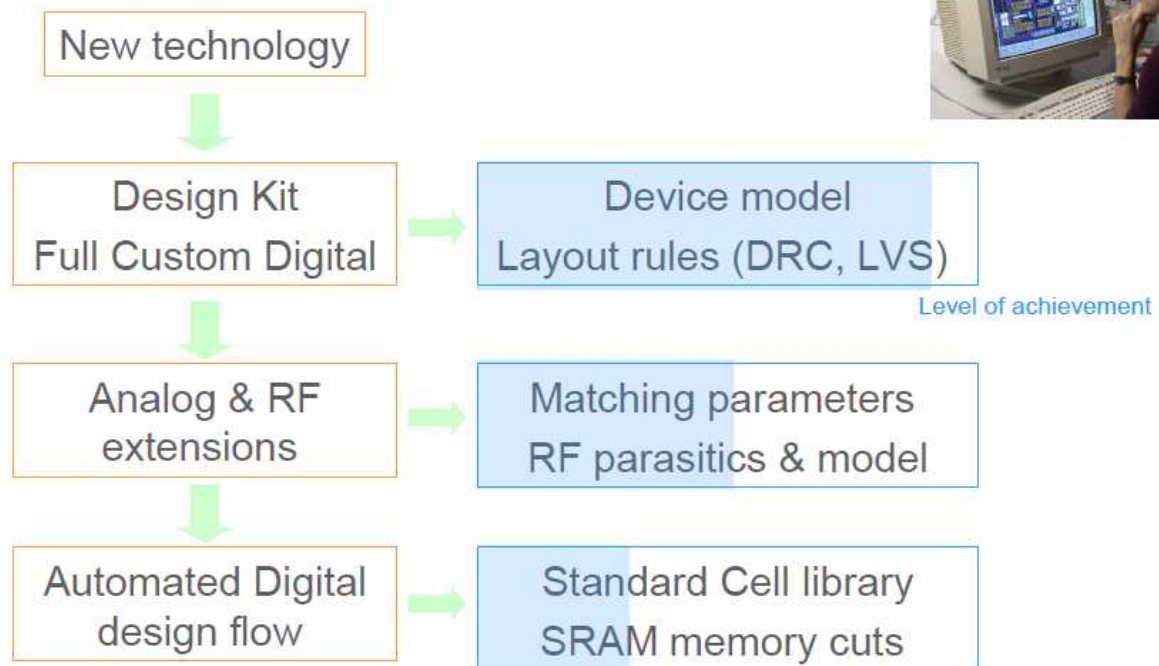 New technology
Design Kit
Full Custom Digital
Device model
Layout rules (DRC, LVS)
Level of achievement
Analog & RF
extensions
Matching parameters
RF parasitics & model
Automated Digital
design flow
Standard Cell library
SRAM memory cuts